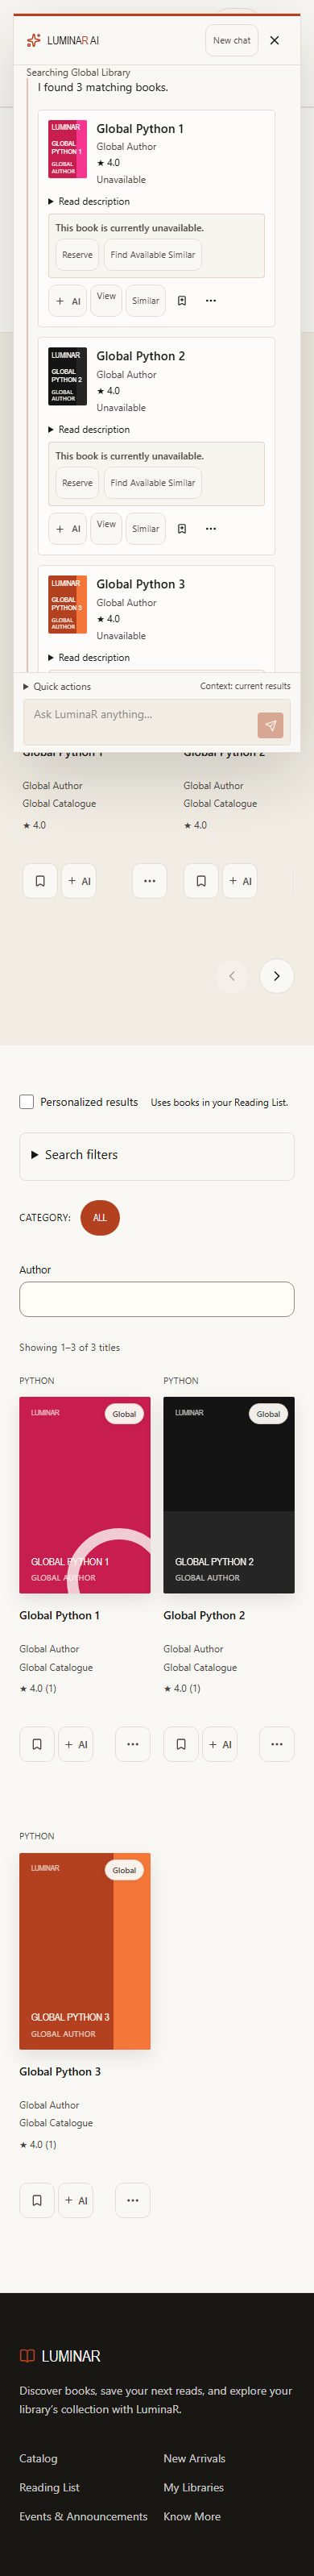 LUMINAR AI
New chat
Searching Global Library
I found 3 matching books.
LUMINAR
GLOBAL
PYTHON 1
GLOBAL
AUTHOR
Global Python 1
Global Author
★ 4.0
Unavailable
Read description
This book is currently unavailable.
Reserve
Find Available Similar
+ AI
View
Similar
LUMINAR
GLOBAL
PYTHON 2
GLOBAL
AUTHOR
Global Python 2
Global Author
★ 4.0
Unavailable
Read description
This book is currently unavailable.
Reserve
Find Available Similar
+ AI
View
Similar
LUMINAR
GLOBAL
PYTHON 3
GLOBAL
AUTHOR
Global Python 3
Global Author
★ 4.0
Unavailable
Read description
Quick actions
Context: current results
Ask LuminaR anything...
Global Python 1
Global Python 2
Global Author
Global Author
Global Catalogue
Global Catalogue
★ 4.0
★ 4.0
+ AI
+ AI
Personalized results
Uses books in your Reading List.
Search filters
CATEGORY:
ALL
Author
Showing 1–3 of 3 titles
PYTHON
LUMINAR
Global
GLOBAL PYTHON 1
GLOBAL AUTHOR
Global Python 1
Global Author
Global Catalogue
★ 4.0 (1)
+ AI
PYTHON
LUMINAR
Global
GLOBAL PYTHON 2
GLOBAL AUTHOR
Global Python 2
Global Author
Global Catalogue
★ 4.0 (1)
+ AI
PYTHON
LUMINAR
Global
GLOBAL PYTHON 3
GLOBAL AUTHOR
Global Python 3
Global Author
Global Catalogue
★ 4.0 (1)
+ AI
LUMINAR
Discover books, save your next reads, and explore your
library's collection with LuminaR.
Catalog
New Arrivals
Reading List
My Libraries
Events & Announcements
Know More